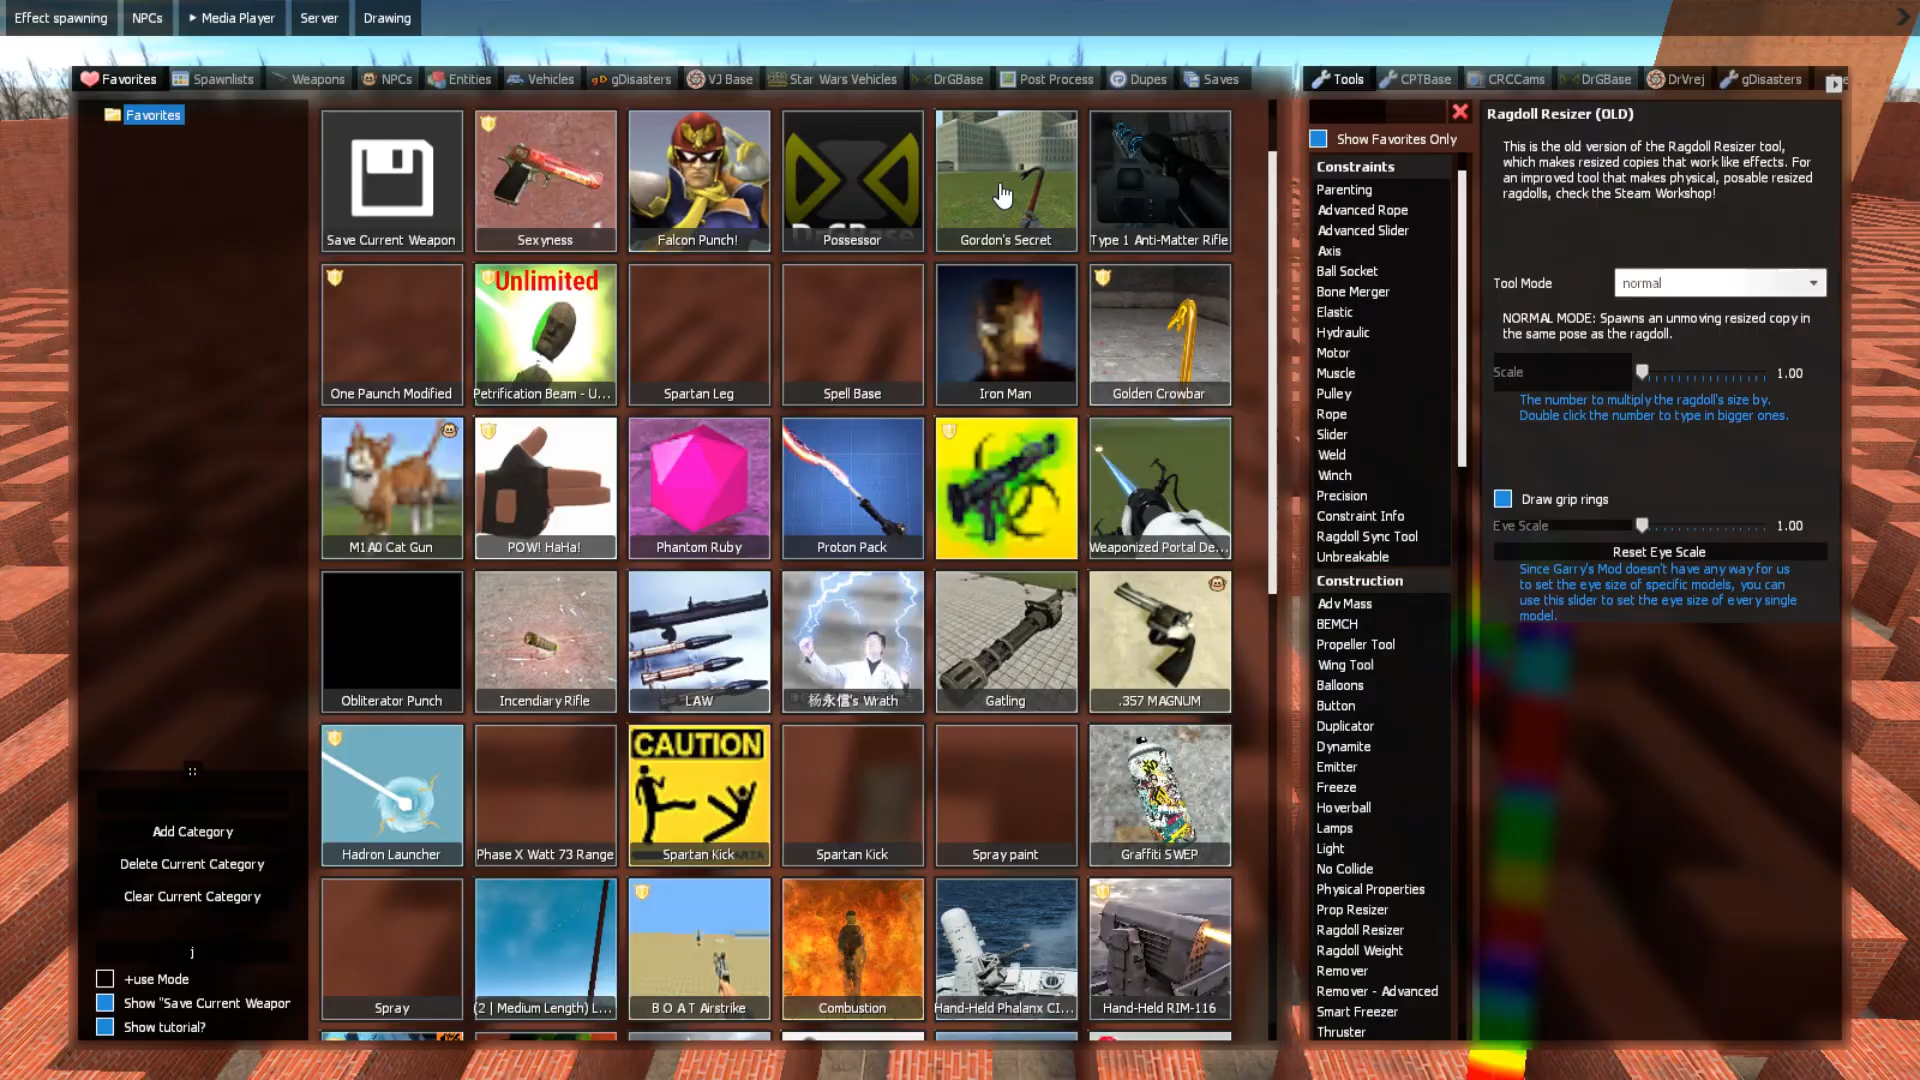 Effect spawning
NPCs
Media Player
Server
Drawing
Favorites
Spawnlists
Weapons
NPCs
Entities
Vehicles
gDisasters
VJ Base
Star Wars Vehicles
DrGBase
Post Process
Dupes
Saves
Tools
CPTBase
CRCCams
DrGBase
DrVrej
gDisasters
Favorites
Save Current Weapon
Sexyness
Falcon Punch!
Possessor
Gordon's Secret
Type 1 Anti-Matter Rifle
One Paunch Modified
Unlimited
Petrification Beam - U...
Spartan Leg
Spell Base
Iron Man
Golden Crowbar
M1A0 Cat Gun
POW! HaHa!
Phantom Ruby
Proton Pack
Weaponized Portal De...
Obliterator Punch
Incendiary Rifle
LAW
杨永信's Wrath
Gatling
.357 MAGNUM
Hadron Launcher
Phase X Watt 73 Range
CAUTION
Spartan Kick
Spartan Kick
Spray paint
Graffiti SWEP
Spray
(2 | Medium Length) L...
B O A T Airstrike
Combustion
Hand-Held Phalanx CI...
Hand-Held RIM-116
Add Category
Delete Current Category
Clear Current Category
j
+use Mode
Show "Save Current Weapor
Show tutorial?
Show Favorites Only
Constraints
Parenting
Advanced Rope
Advanced Slider
Axis
Ball Socket
Bone Merger
Elastic
Hydraulic
Motor
Muscle
Pulley
Rope
Slider
Weld
Winch
Precision
Constraint Info
Ragdoll Sync Tool
Unbreakable
Construction
Adv Mass
BEMCH
Propeller Tool
Wing Tool
Balloons
Button
Duplicator
Dynamite
Emitter
Freeze
Hoverball
Lamps
Light
No Collide
Physical Properties
Prop Resizer
Ragdoll Resizer
Ragdoll Weight
Remover
Remover - Advanced
Smart Freezer
Thruster
Ragdoll Resizer (OLD)
This is the old version of the Ragdoll Resizer tool,
which makes resized copies that work like effects. For
an improved tool that makes physical, posable resized
ragdolls, check the Steam Workshop!
Tool Mode
normal
NORMAL MODE: Spawns an unmoving resized copy in
the same pose as the ragdoll.
Scale
1.00
The number to multiply the ragdoll's size by.
Double click the number to type in bigger ones.
Draw grip rings
Eye Scale
1.00
Reset Eye Scale
Since Garry's Mod doesn't have any way for us
to set the eye size of specific models, you can
use this slider to set the eye size of every single
model.